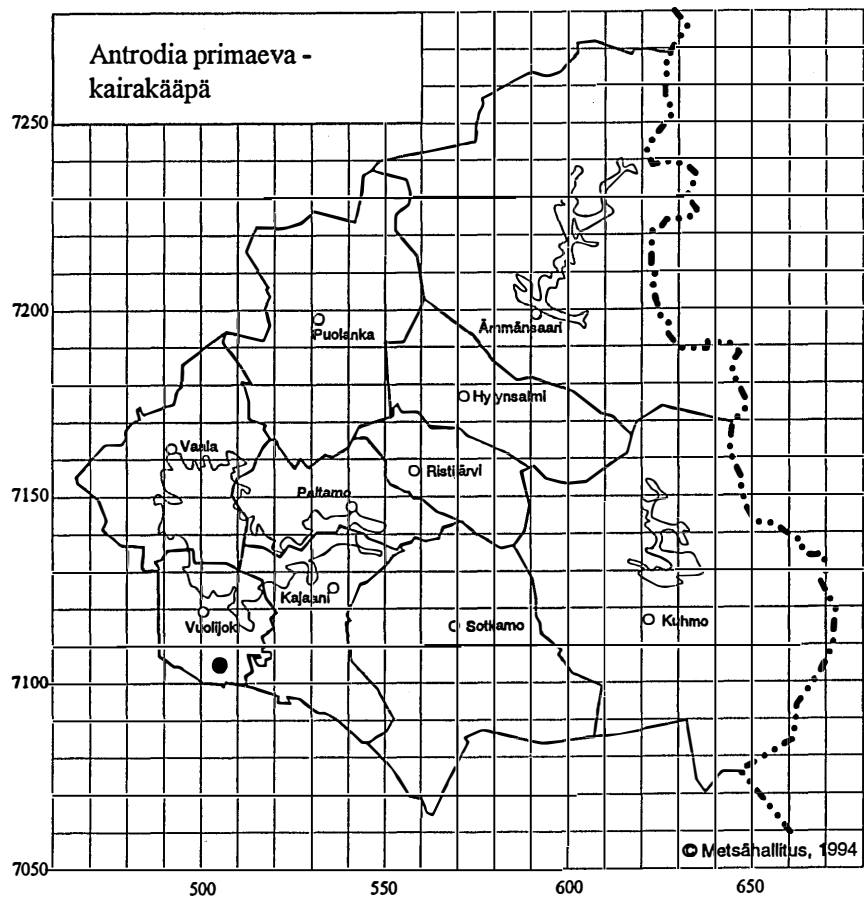 Antrodia primaeva -
kairakääpä
7250
7200
Ämmänsaari
Puolanka
Hyrynsalmi
Vaala
Ristijärvi
7150
Paltamo
Kajaani
Vuolijoki
Sotkamo
Kuhmo
7100
© Metsähallitus, 1994
7050
500
550
600
650